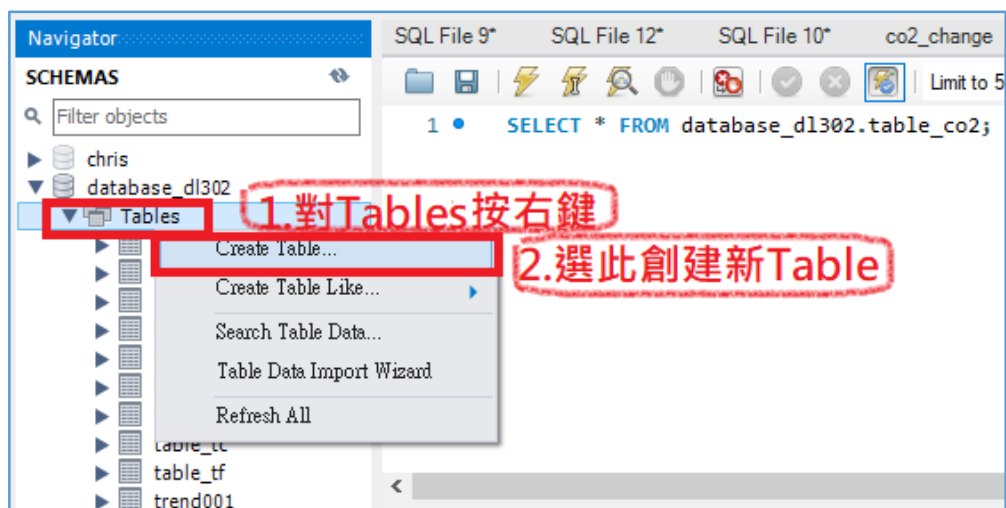 Navigator
SQL File 9*
SQL File 12*
SQL File 10*
co2_change
SCHEMAS
Limit to 5
Filter objects
1
SELECT * FROM database_dl302.table_co2;
chris
database_dl302
1.對Tables按右鍵
Tables
Create Table...
2.選此創建新Table
Create Table Like...
Search Table Data...
Table Data Import Wizard
Refresh All
table_tc
table_tf
trend001